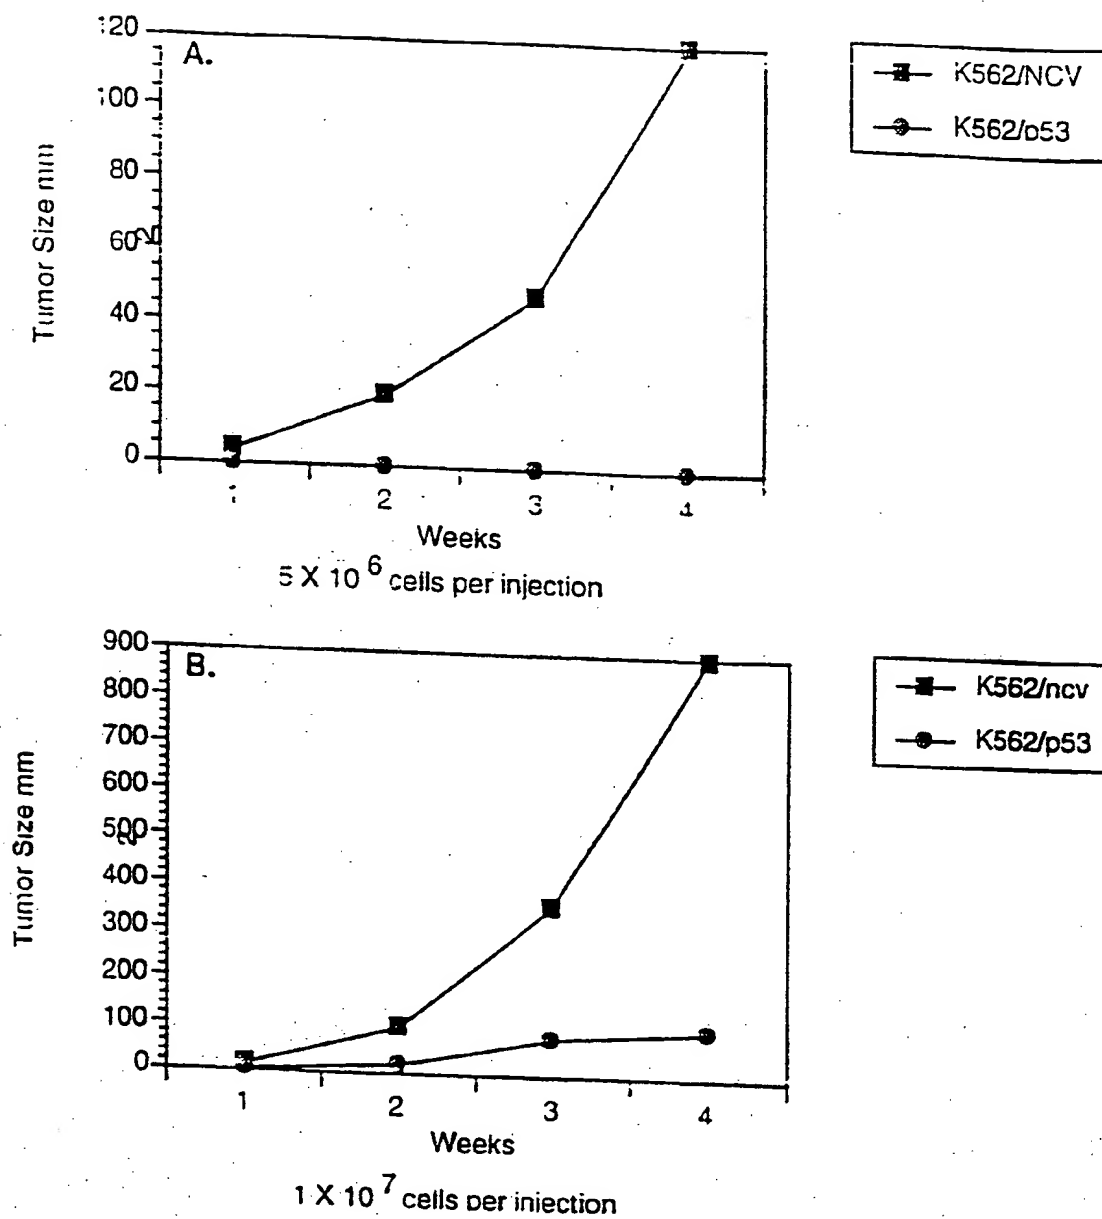 A.
120
100
80
60
40
20
0
Tumor Size mm 2
1 2 3 4
Weeks
5 X 10 6 cells per injection
K562/NCV
K562/p53
B.
900
800
700
600
500
400
300
200
100
0
Tumor Size mm 2
1 2 3 4
Weeks
1 X 10 7 cells per injection
K562/ncv
K562/p53